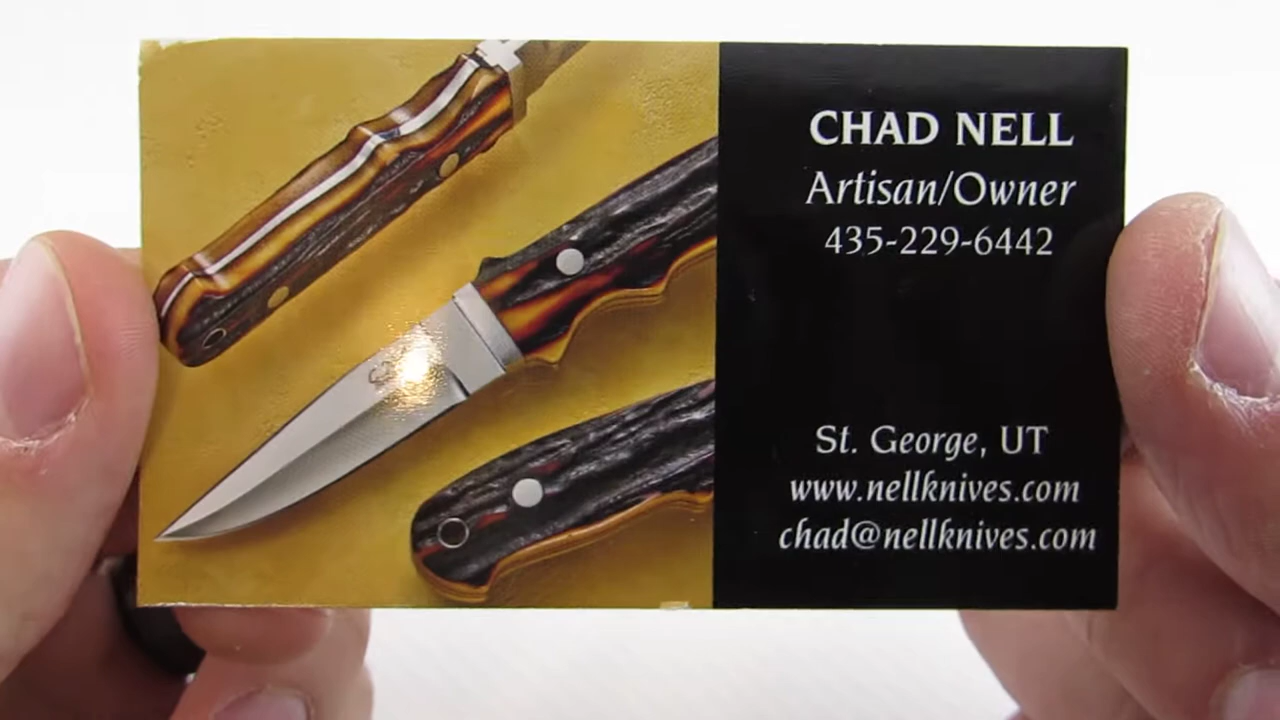 CHAD NELL
Artisan/Owner
435-229-6442
St. George, UT
www.nellknives.com
chad@nellknives.com